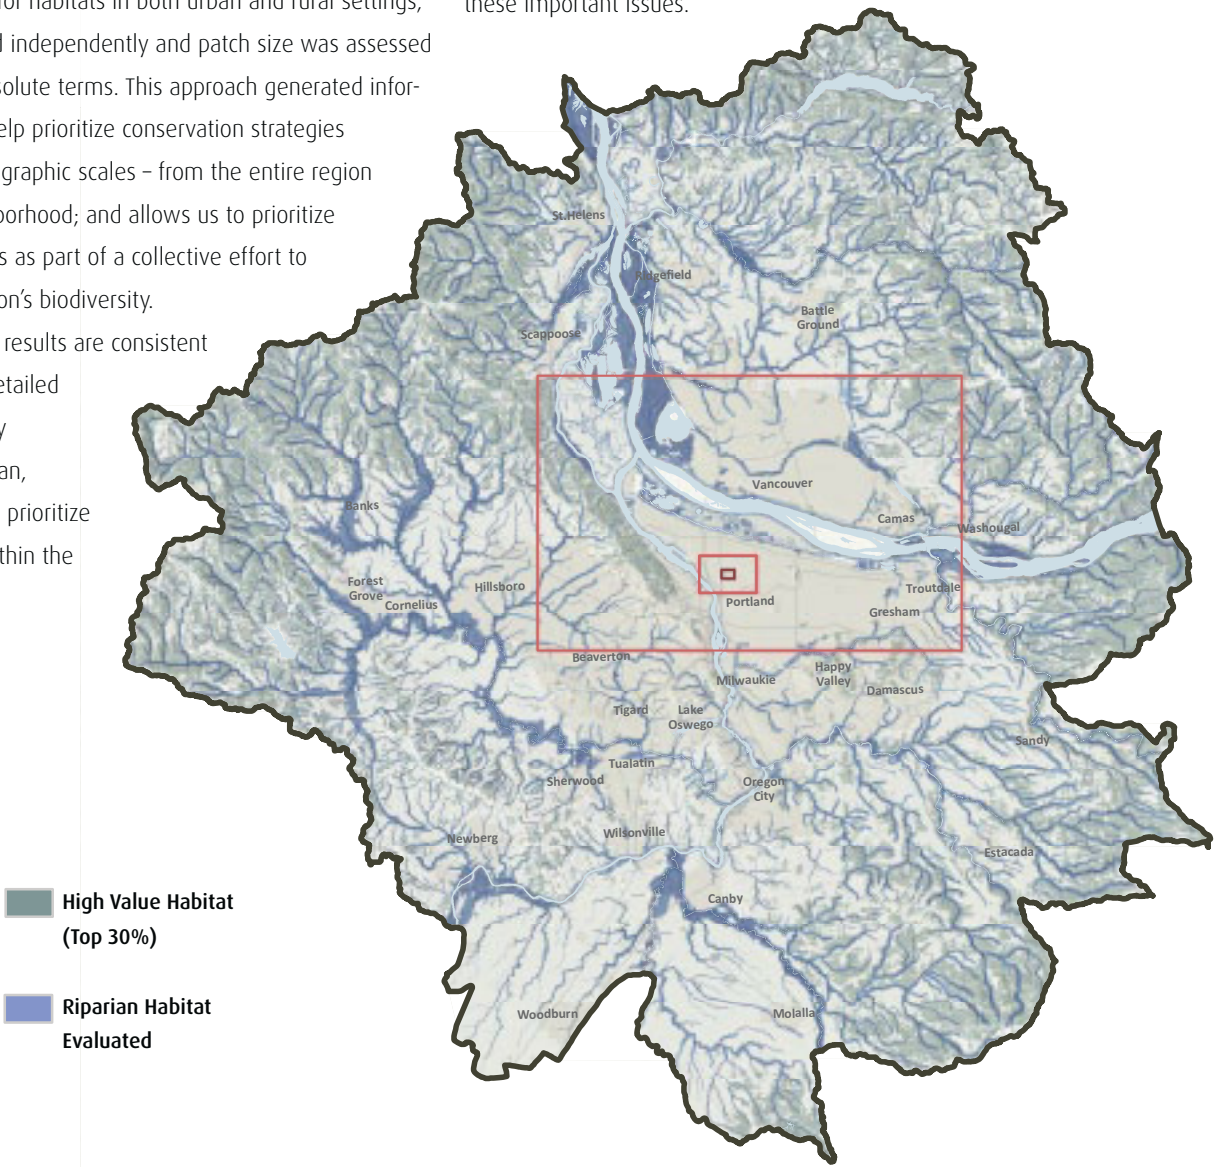 for habitats in both urban and rural settings,
independently and patch size was assessed
solute terms. This approach generated infor-
elp prioritize conservation strategies
graphic scales – from the entire region
borhood; and allows us to prioritize
s as part of a collective effort to
on's biodiversity.
results are consistent
etailed
y
an,
prioritize
thin the
these important issues.
St.Helens
Ridgefield
Battle
Ground
Scappoose
Vancouver
Camas
Washougal
Banks
Forest
Grove
Cornelius
Hillsboro
Portland
Troutdale
Gresham
Beaverton
Milwaukie
Happy
Valley
Damascus
Tigard
Lake
Oswego
Sandy
Tualatin
Sherwood
Oregon
City
Newberg
Wilsonville
Estacada
Canby
Woodburn
Molalla
High Value Habitat
(Top 30%)
Riparian Habitat
Evaluated